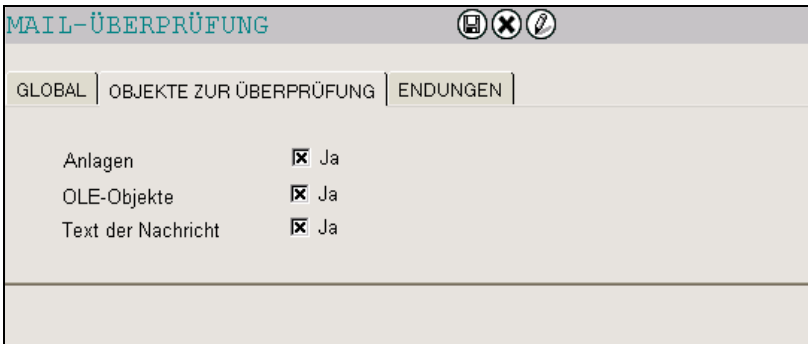 MAIL-ÜBERPRÜFUNG
GLOBAL OBJEKTE ZUR ÜBERPRÜFUNG ENDUNGEN
Anlagen Ja
OLE-Objekte Ja
Text der Nachricht Ja